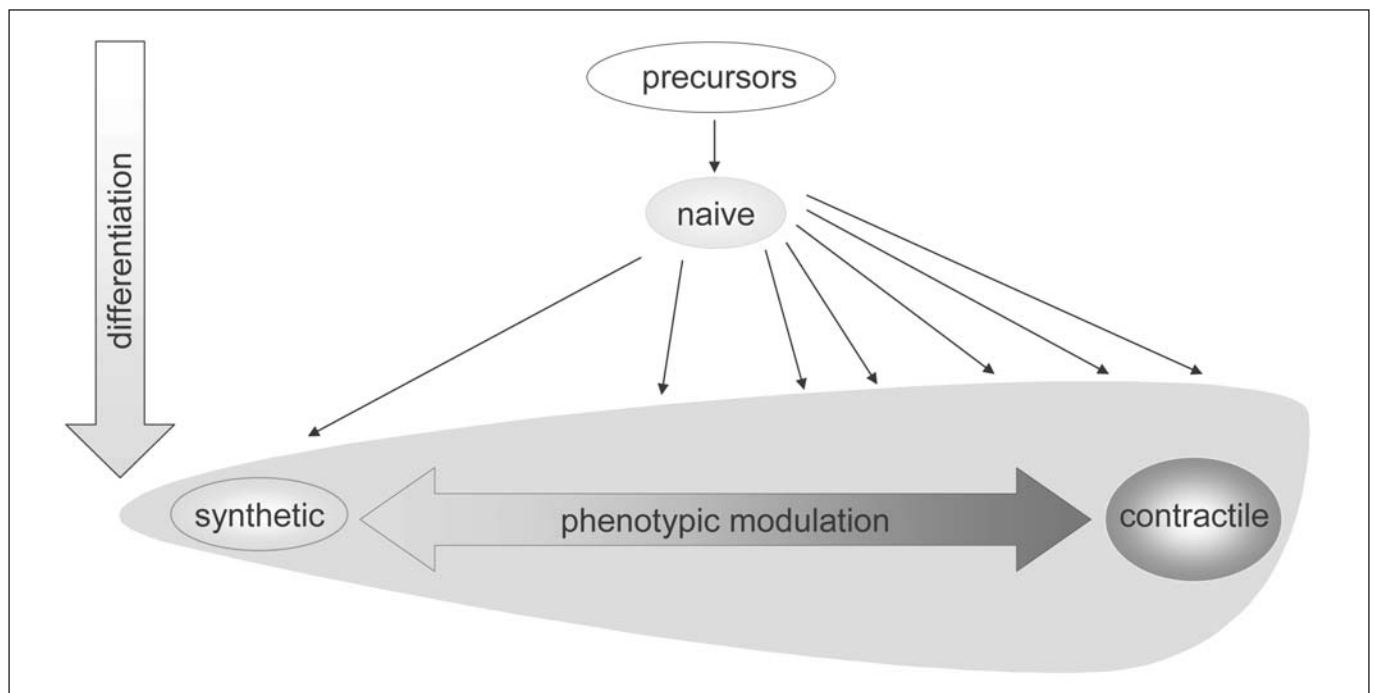 precursors
naive
differentiation
synthetic
phenotypic modulation
contractile